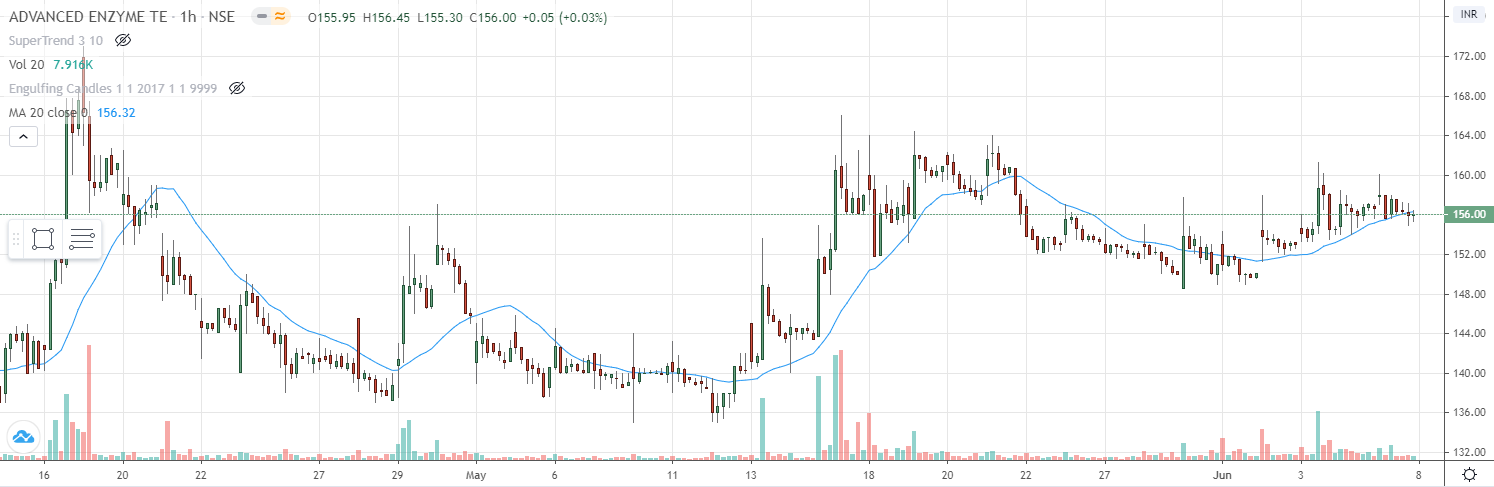 ADVANCED ENZYME TE · 1h · NSE O155.95 H156.45 L155.30 C156.00 +0.05 (+0.03%)
INR
SuperTrend 3 10
Vol 20 7.916K
Engulfing Candles 1 1 2017 1 1 9999
MA 20 close 0 156.32
172.00
168.00
164.00
160.00
156.00
152.00
148.00
144.00
140.00
136.00
132.00
16 20 22 27 29 May 6 11 13 18 20 22 27 Jun 3 8